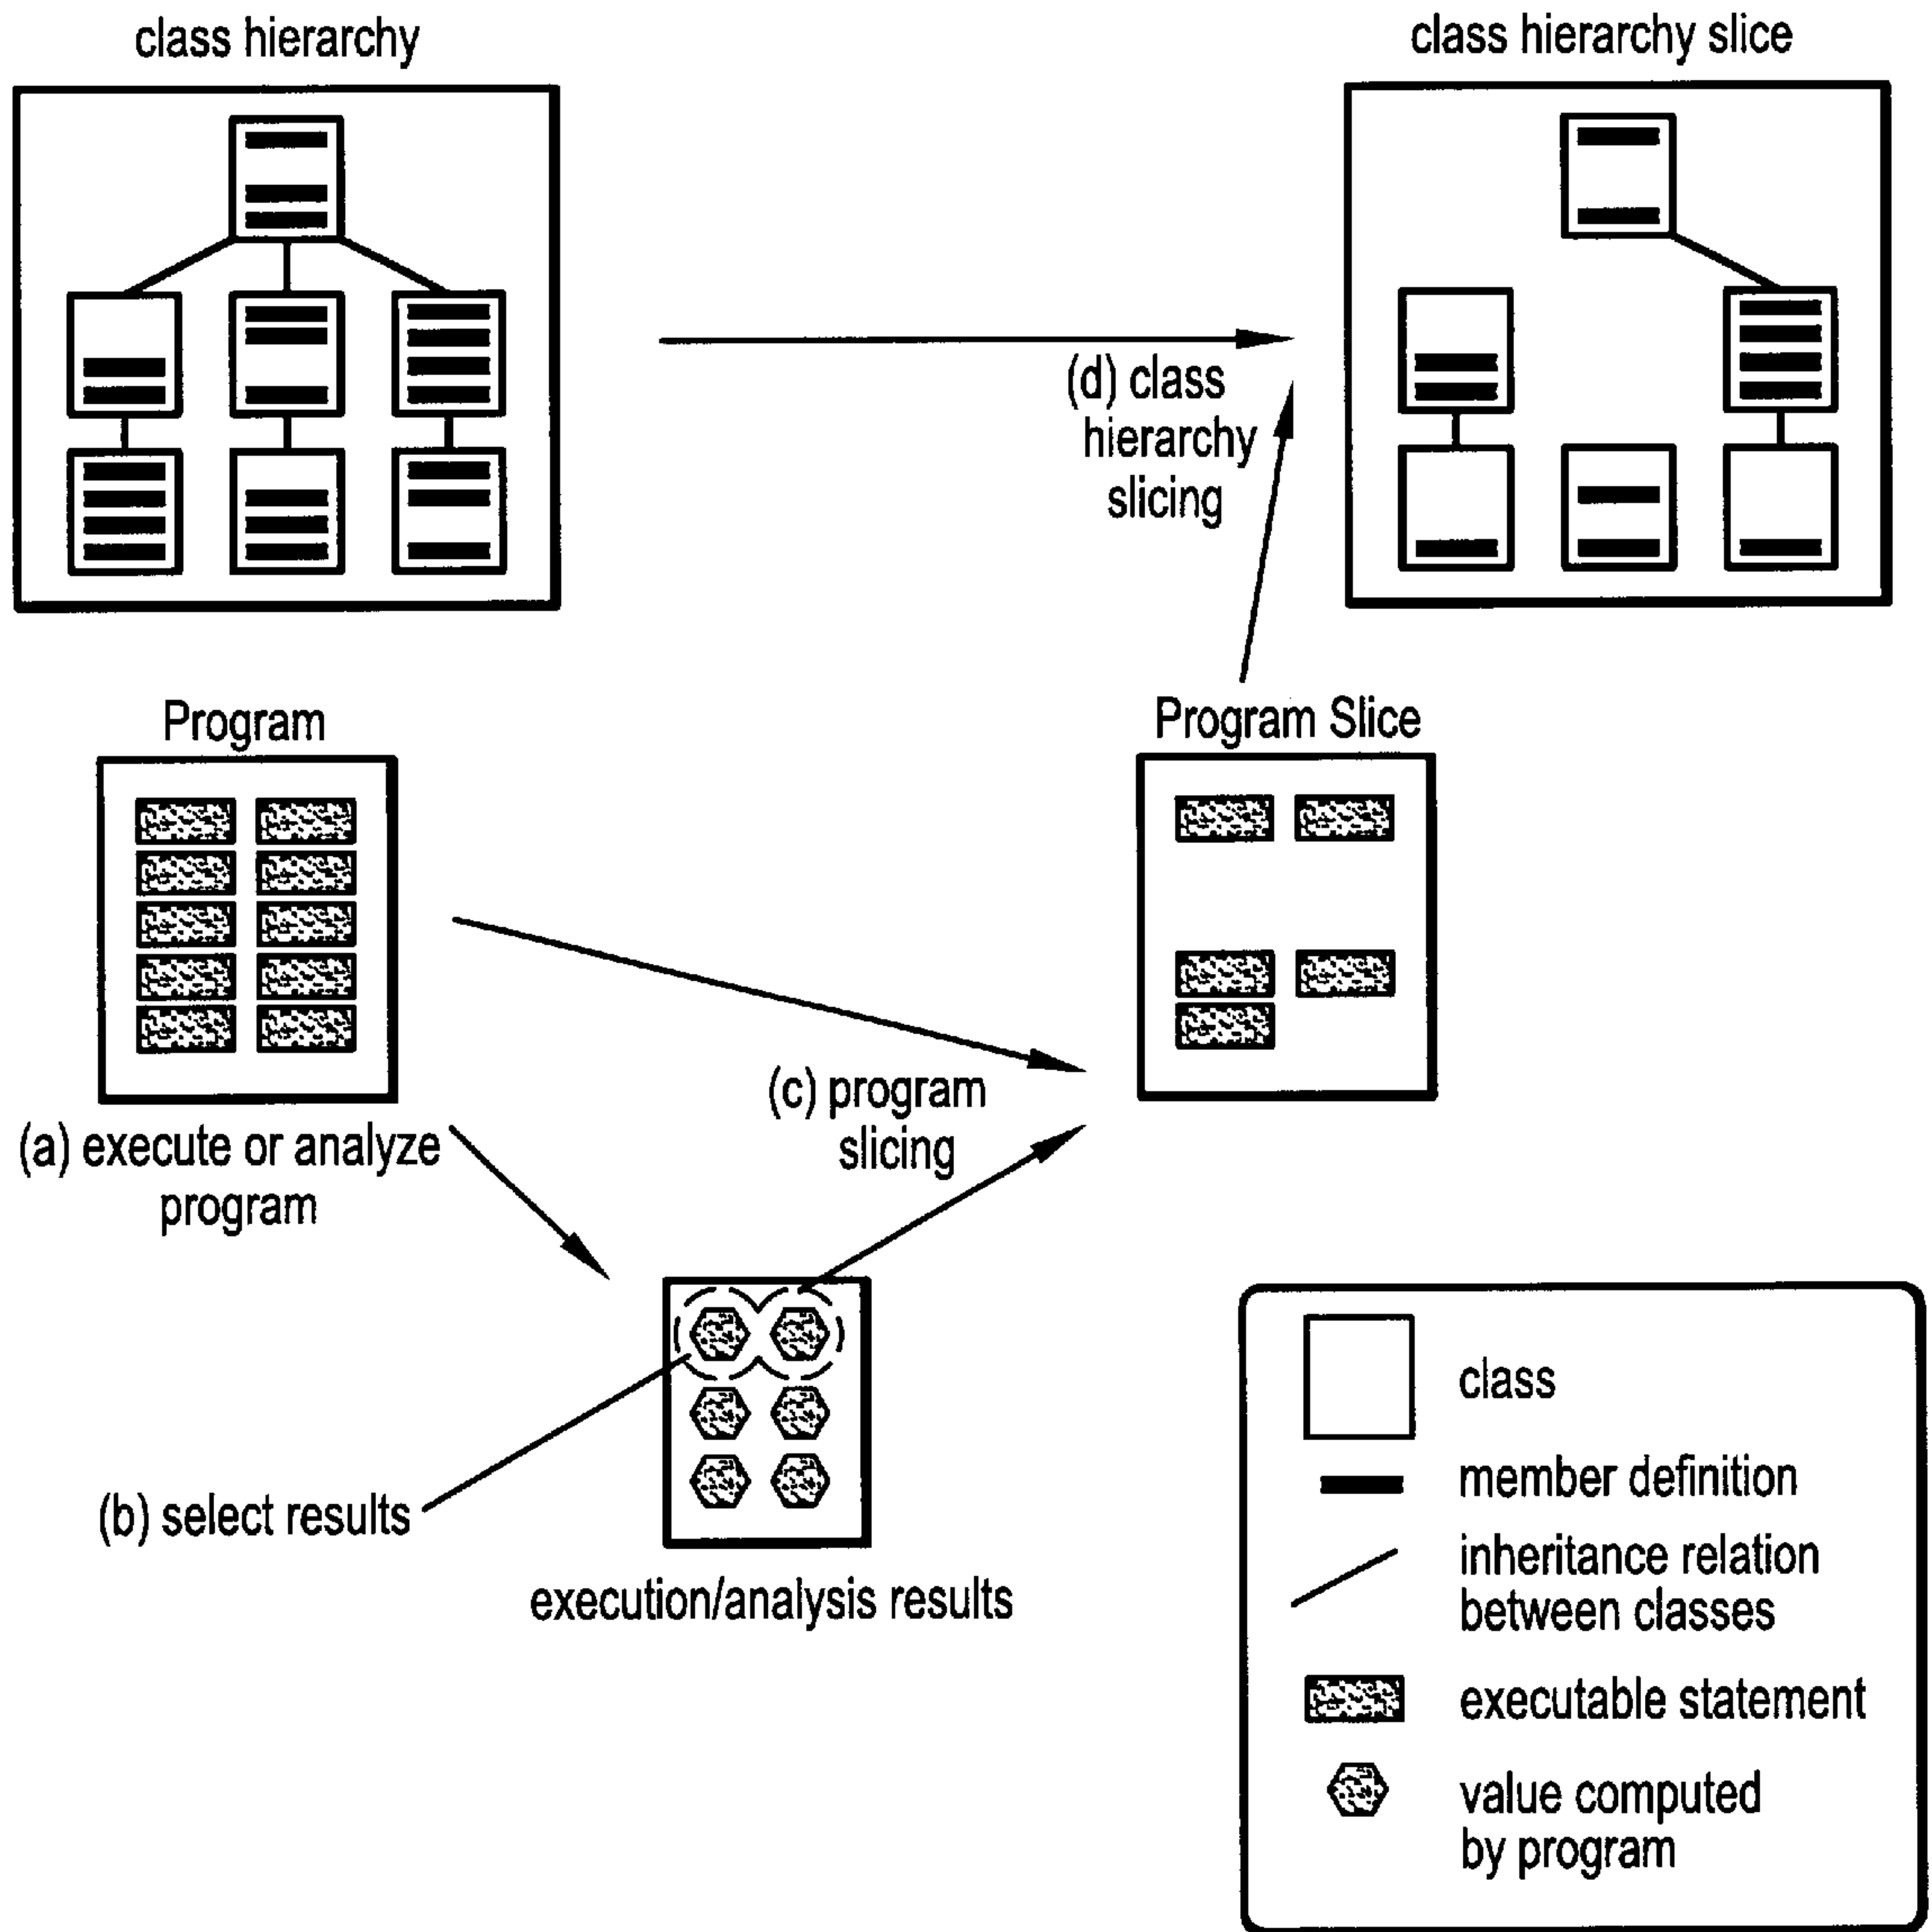 class hierarchy
class hierarchy slice
(d) class
hierarchy
slicing
Program
Program Slice
(c) program
slicing
(a) execute or analyze
program
(b) select results
execution/analysis results
class
member definition
inheritance relation
between classes
executable statement
value computed
by program